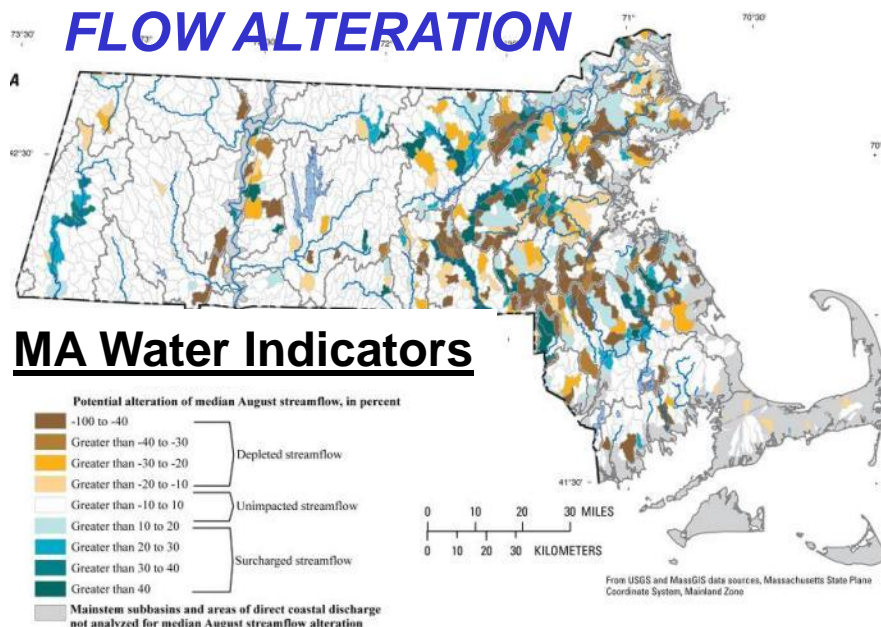 FLOW ALTERATION
73°30'
71°
70°30'
A
42°30'
70°
MA Water Indicators
Potential alteration of median August streamflow, in percent
-100 to -40
Greater than -40 to -30
Greater than -30 to -20
Depleted streamflow
Greater than -20 to -10
Greater than -10 to 10
Unimpacted streamflow
Greater than 10 to 20
Greater than 20 to 30
Surcharged streamflow
Greater than 30 to 40
Greater than 40
Mainstem subbasins and areas of direct coastal discharge
not analyzed for median August streamflow alteration
41°30'
0 10 20 30 MILES
0 10 20 30 KILOMETERS
From USGS and MassGIS data sources, Massachusetts State Plane
Coordinate System, Mainland Zone